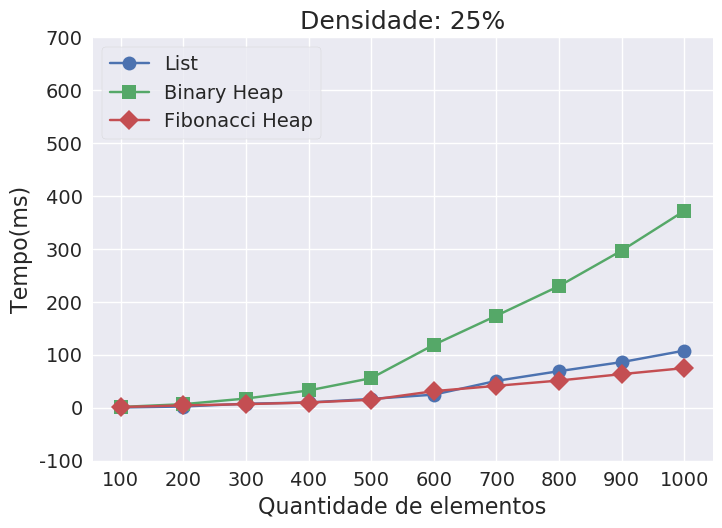 Densidade: 25%
List
Binary Heap
Fibonacci Heap
Tempo(ms)
700
600
500
400
300
200
100
0
-100
100 200 300 400 500 600 700 800 900 1000
Quantidade de elementos